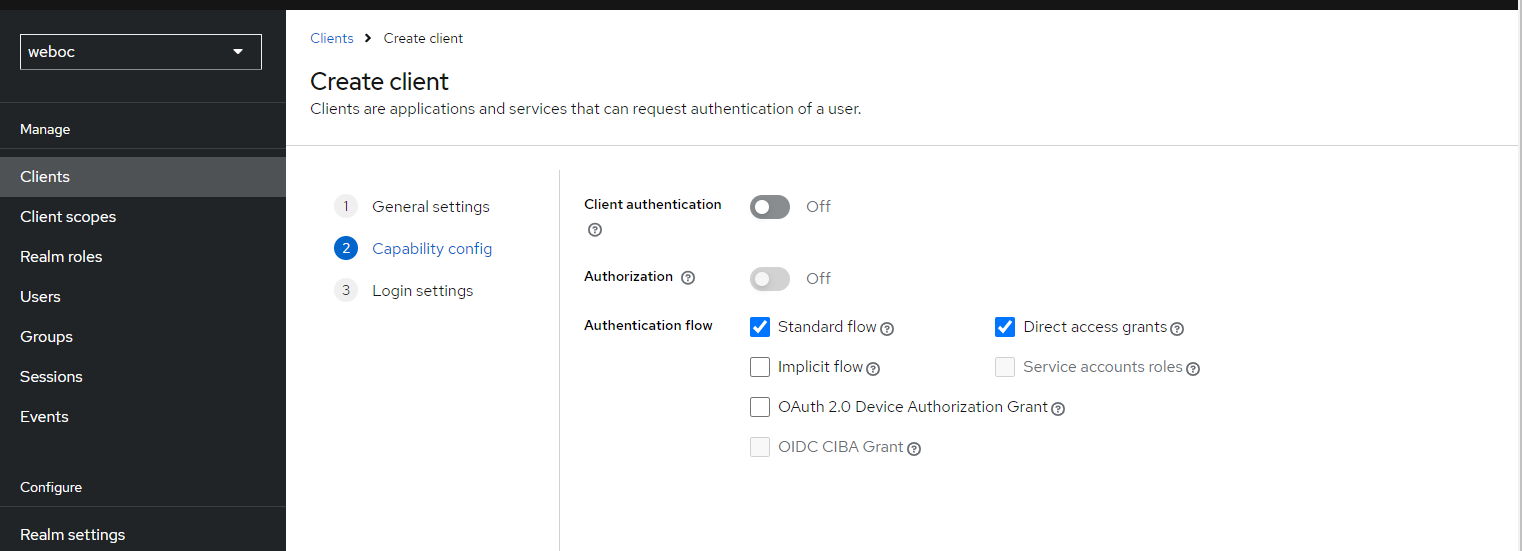 weboc
Manage
Clients
Client scopes
Realm roles
Users
Groups
Sessions
Events
Configure
Realm settings
Clients > Create client
Create client
Clients are applications and services that can request authentication of a user.
1 General settings
2 Capability config
3 Login settings
Client authentication
Off
Authorization
Off
Authentication flow
Standard flow
Direct access grants
Implicit flow
Service accounts roles
OAuth 2.0 Device Authorization Grant
OIDC CIBA Grant